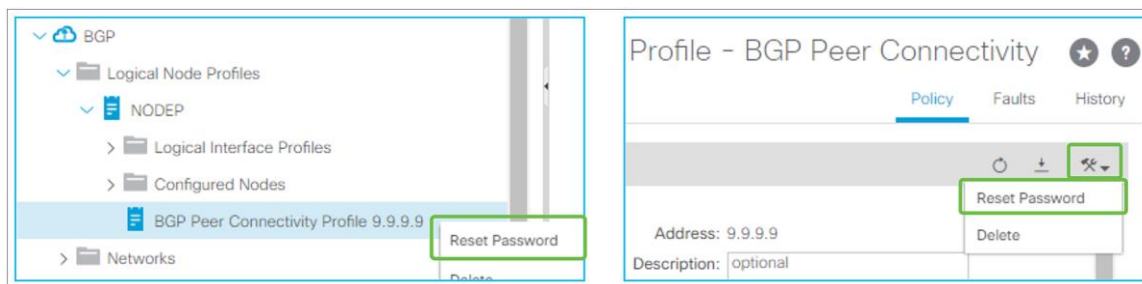 BGP
Logical Node Profiles
NODEP
Logical Interface Profiles
Configured Nodes
BGP Peer Connectivity Profile 9.9.9.9
Reset Password
Networks
Delete
Profile - BGP Peer Connectivity
Policy Faults History
Reset Password
Address: 9.9.9.9
Delete
Description: optional